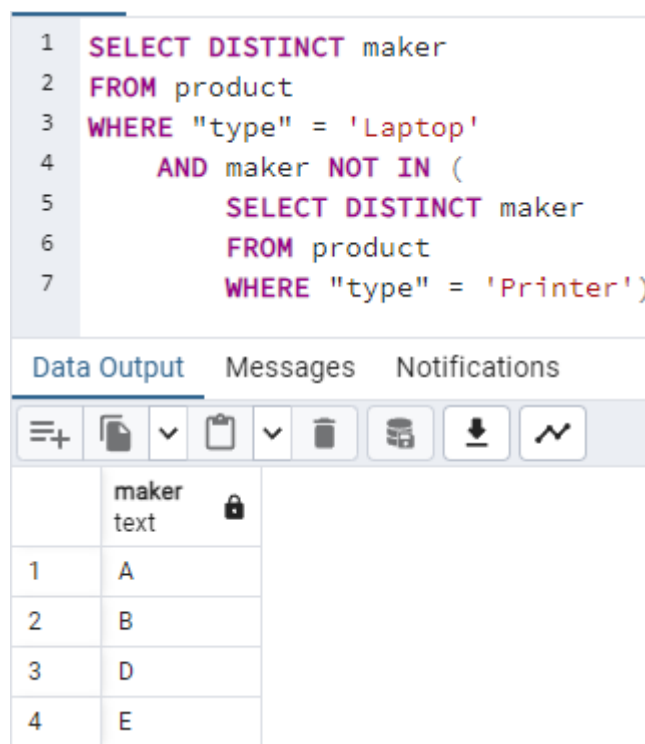 1 SELECT DISTINCT maker
2 FROM product
3 WHERE "type" = 'Laptop'
4 AND maker NOT IN (
5 SELECT DISTINCT maker
6 FROM product
7 WHERE "type" = 'Printer')
Data Output Messages Notifications
maker
text
1 A
2 B
3 D
4 E